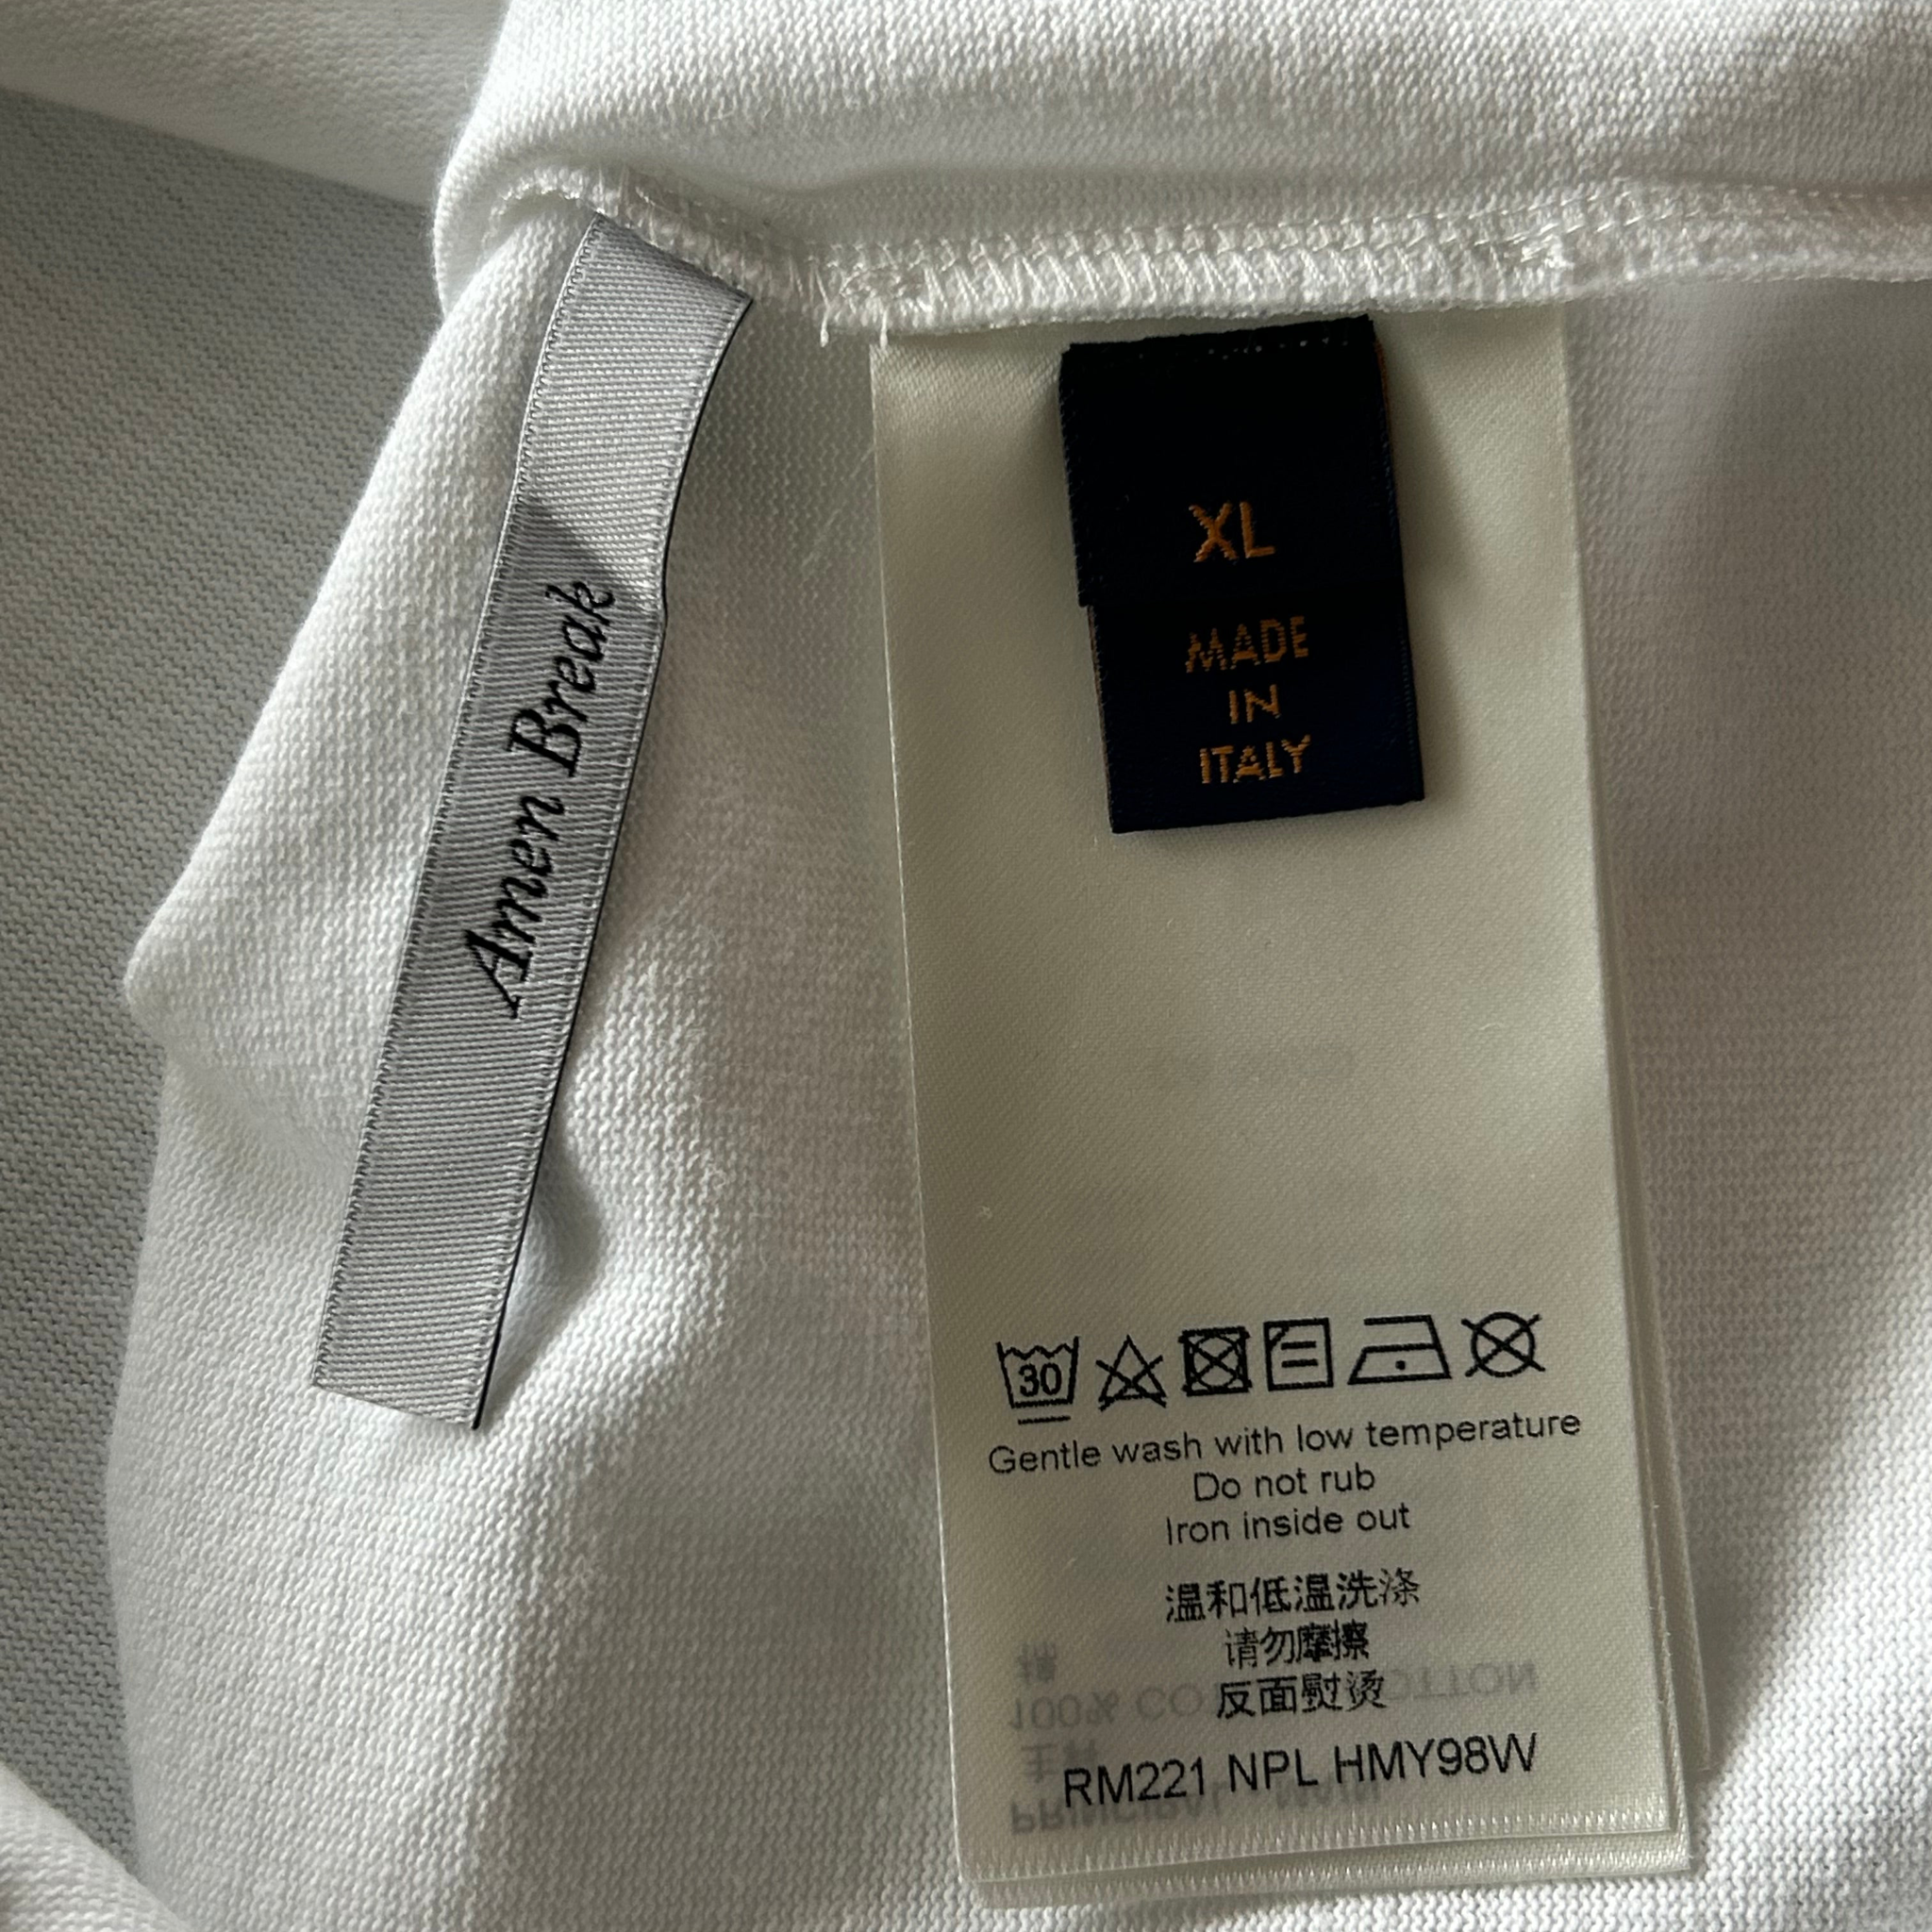 Amen Break
XL
MADE
IN
ITALY
30
Gentle wash with low temperature
Do not rub
Iron inside out
温和低温洗涤
请勿摩擦
反面熨烫
RM221 NPL HMY98W